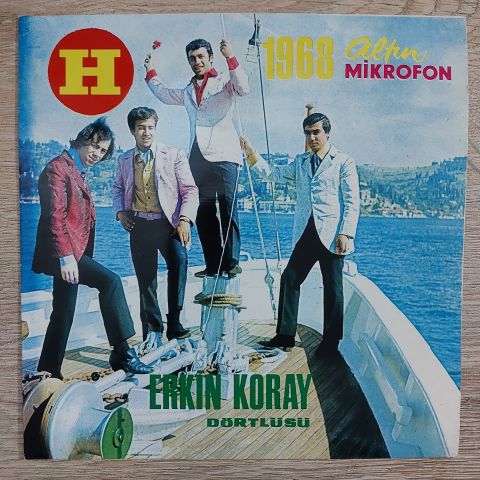 H
1968 Altın
MİKROFON
ERKİN KORAY
DÖRTLÜSÜ